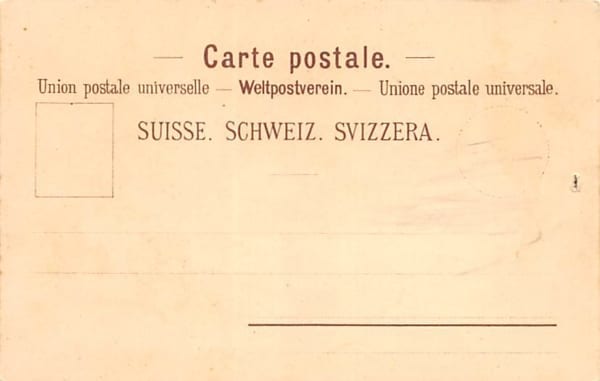 — Carte postale. —
Union postale universelle — Weltpostverein. — Unione postale universale.
SUISSE. SCHWEIZ. SVIZZERA.